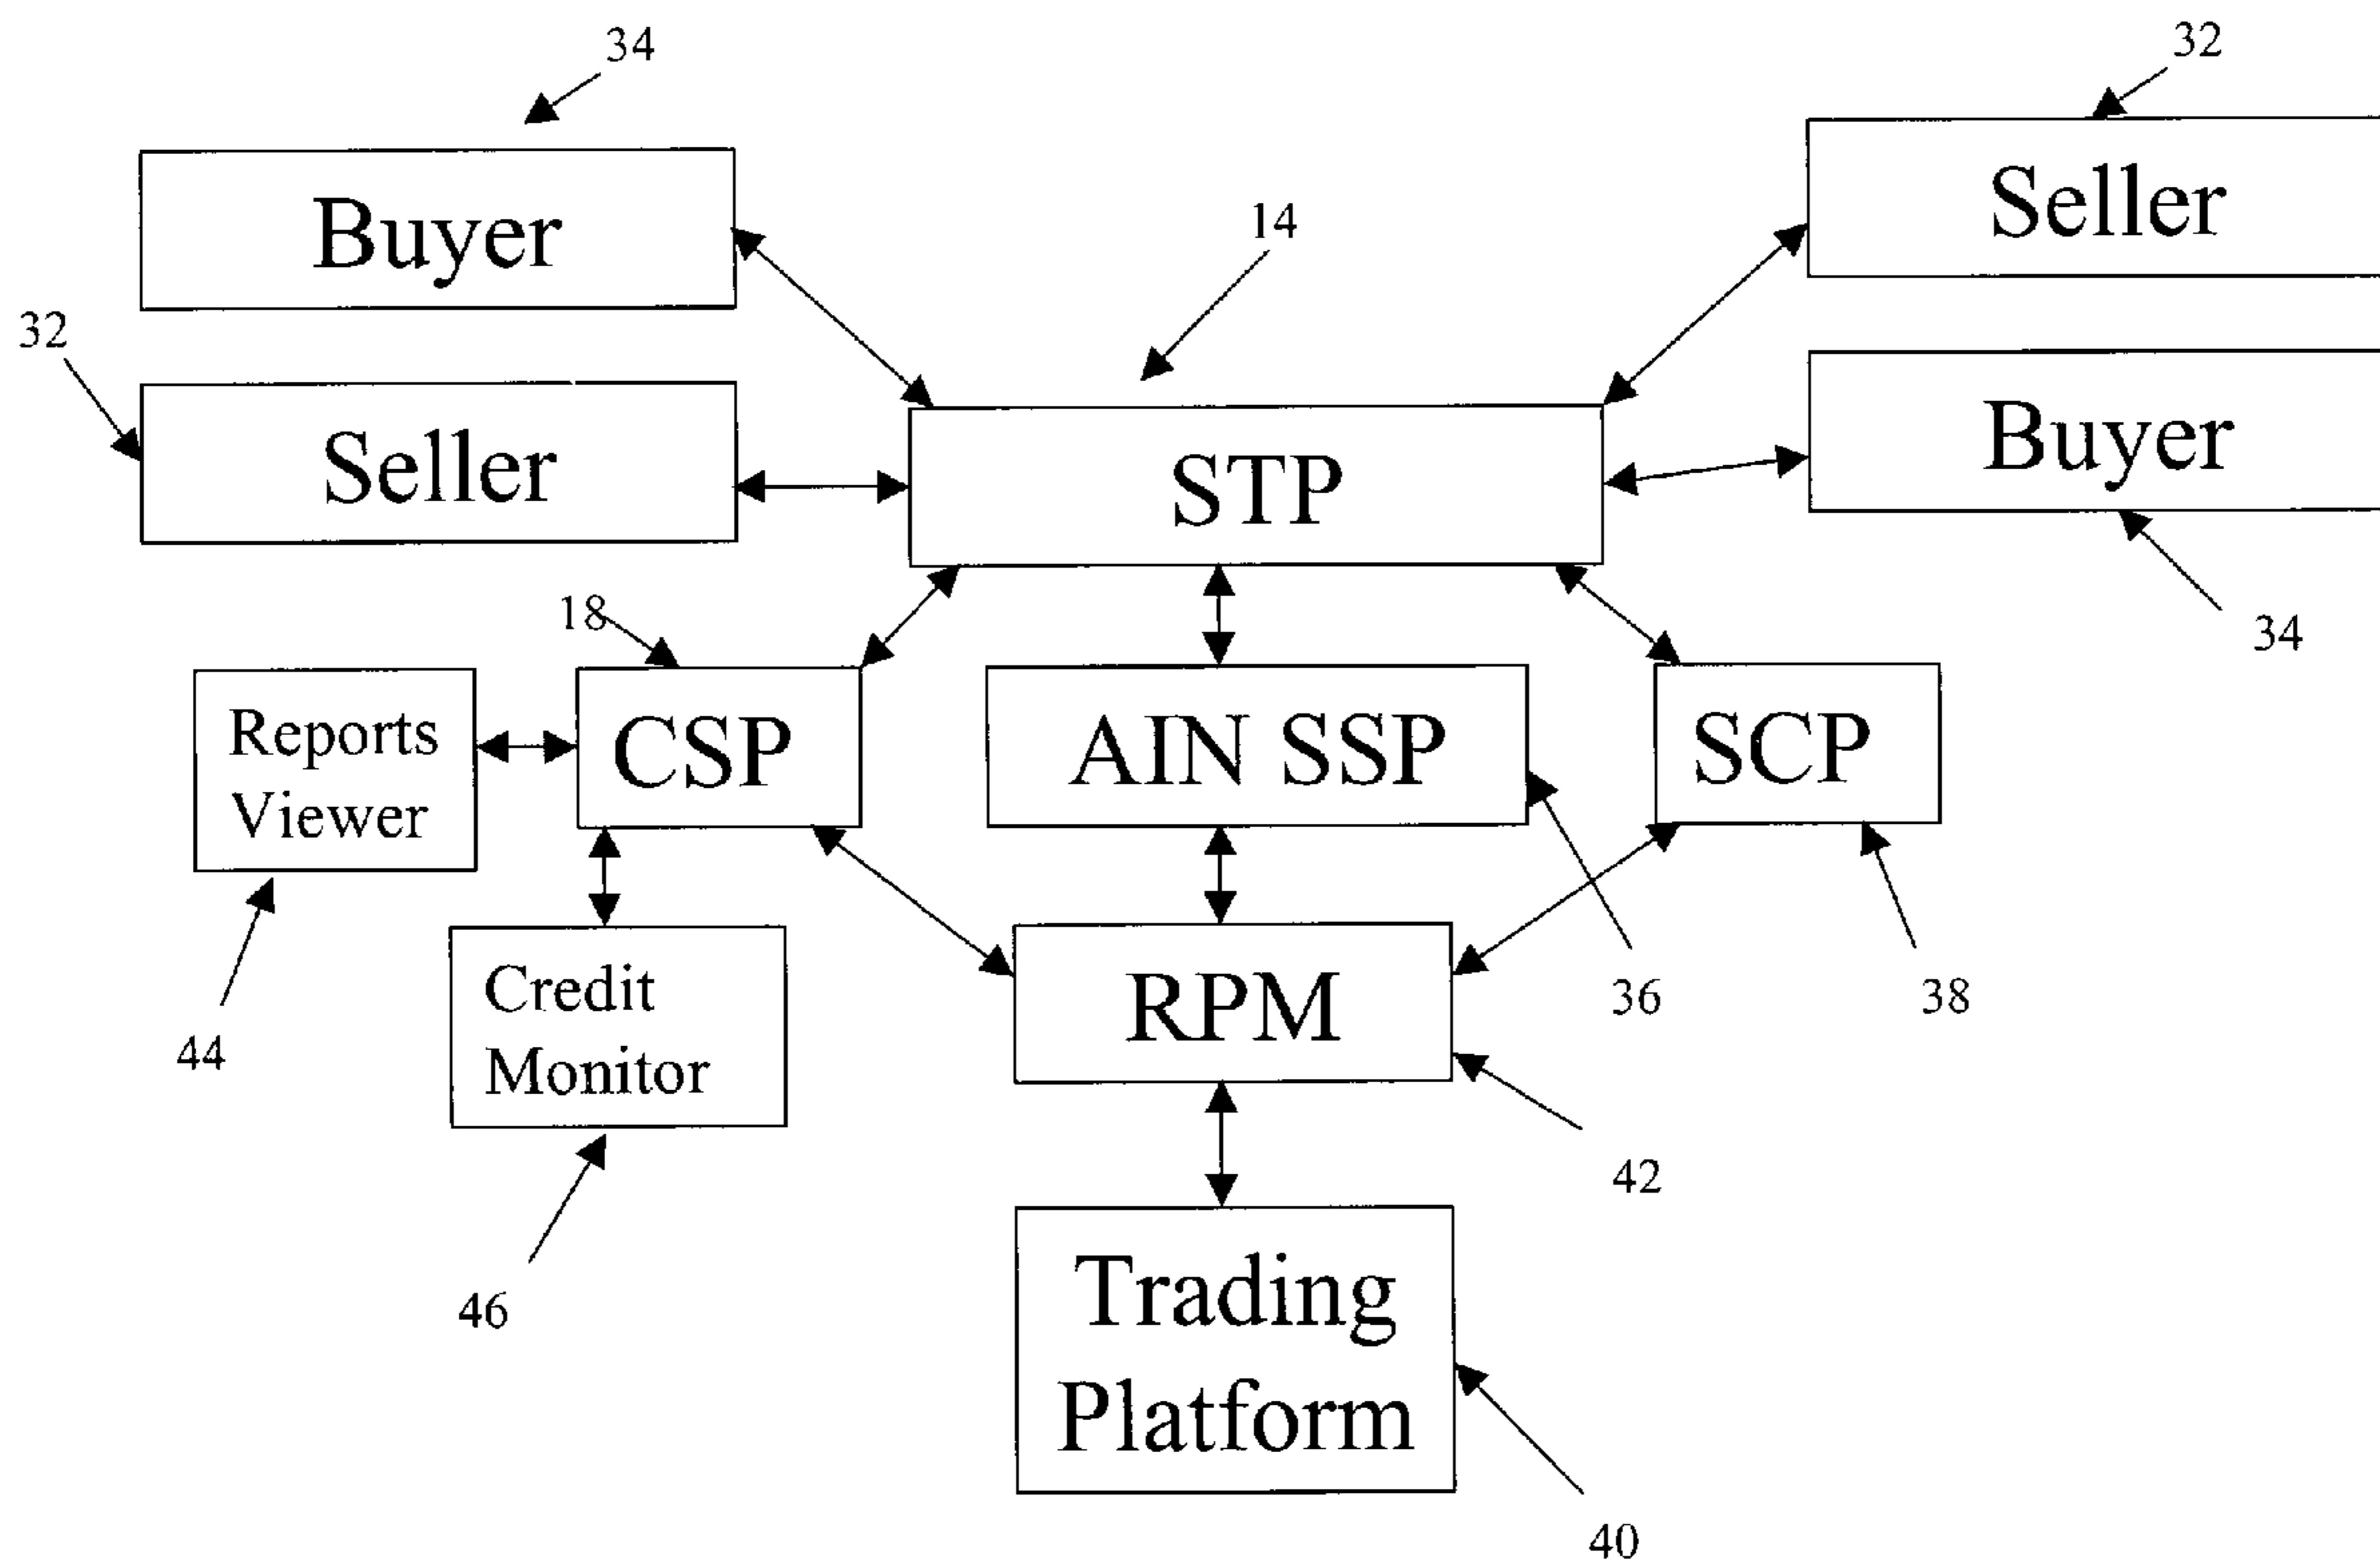 34
32
Buyer
Seller
14
32
Seller
Buyer
STP
18
34
Reports
Viewer
CSP
AIN SSP
SCP
Credit
Monitor
RPM
36
38
44
42
46
Trading
Platform
40